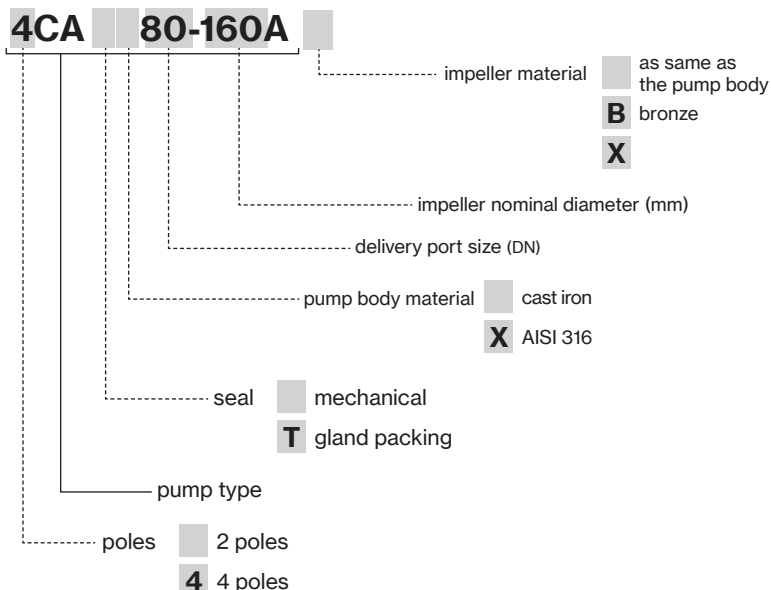 4CA 80-160A
impeller material as same as
the pump body
B bronze
X
impeller nominal diameter (mm)
delivery port size (DN)
pump body material cast iron
X AISI 316
seal mechanical
T gland packing
pump type
poles 2 poles
4 4 poles